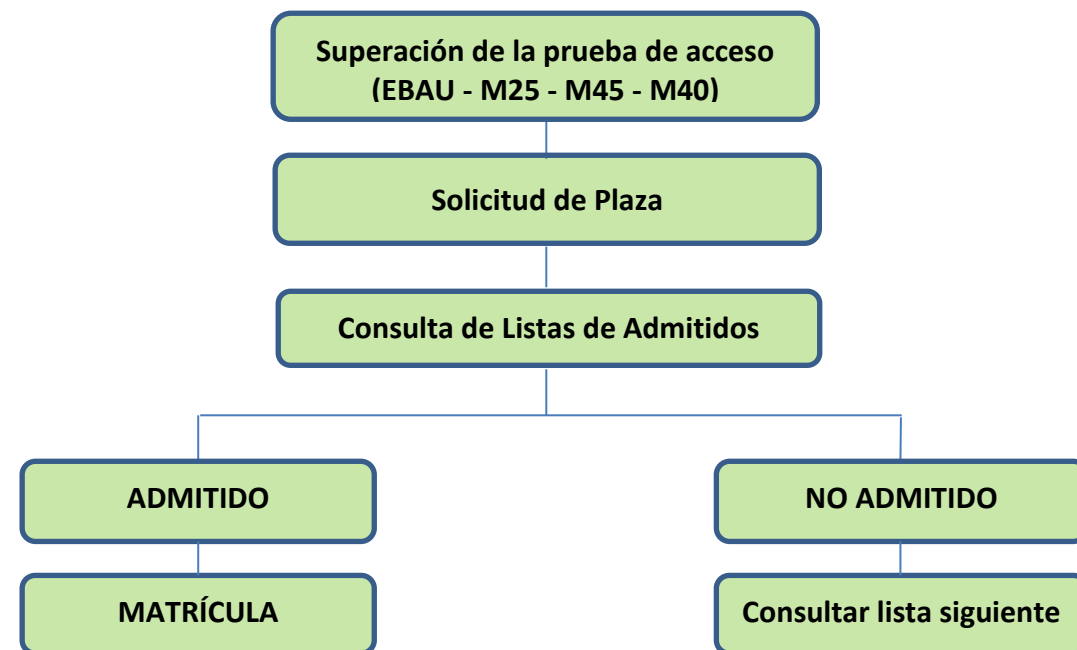 Superación de la prueba de acceso
(EBAU - M25 - M45 - M40)
Solicitud de Plaza
Consulta de Listas de Admitidos
ADMITIDO
NO ADMITIDO
MATRÍCULA
Consultar lista siguiente